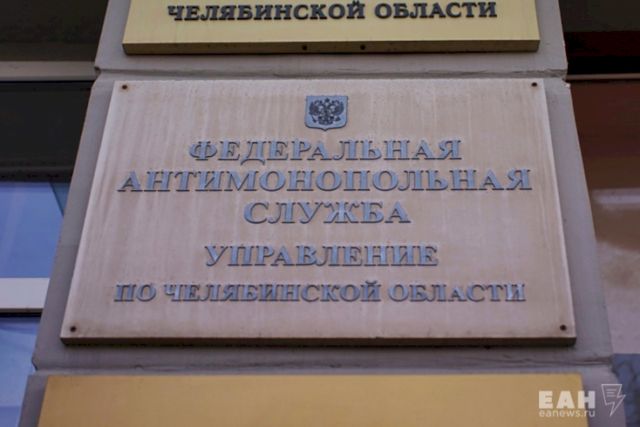 ЧЕЛЯБИНСКОЙ ОБЛАСТИ
ФЕДЕРАЛЬНАЯ
АНТИМОНОПОЛЬНАЯ
СЛУЖБА
УПРАВЛЕНИЕ
ПО ЧЕЛЯБИНСКОЙ ОБЛАСТИ
ЕАН
eanews.ru